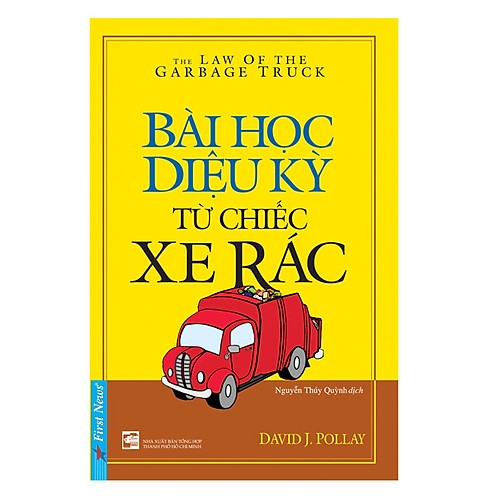 THE LAW OF THE
GARBAGE TRUCK
BÀI HỌC
DIỆU KỲ
TỪ CHIẾC
XE RÁC
Nguyễn Thúy Quỳnh dịch
First News
NHÀ XUẤT BẢN TỔNG HỢP
THÀNH PHỐ HỒ CHÍ MINH
DAVID J. POLLAY